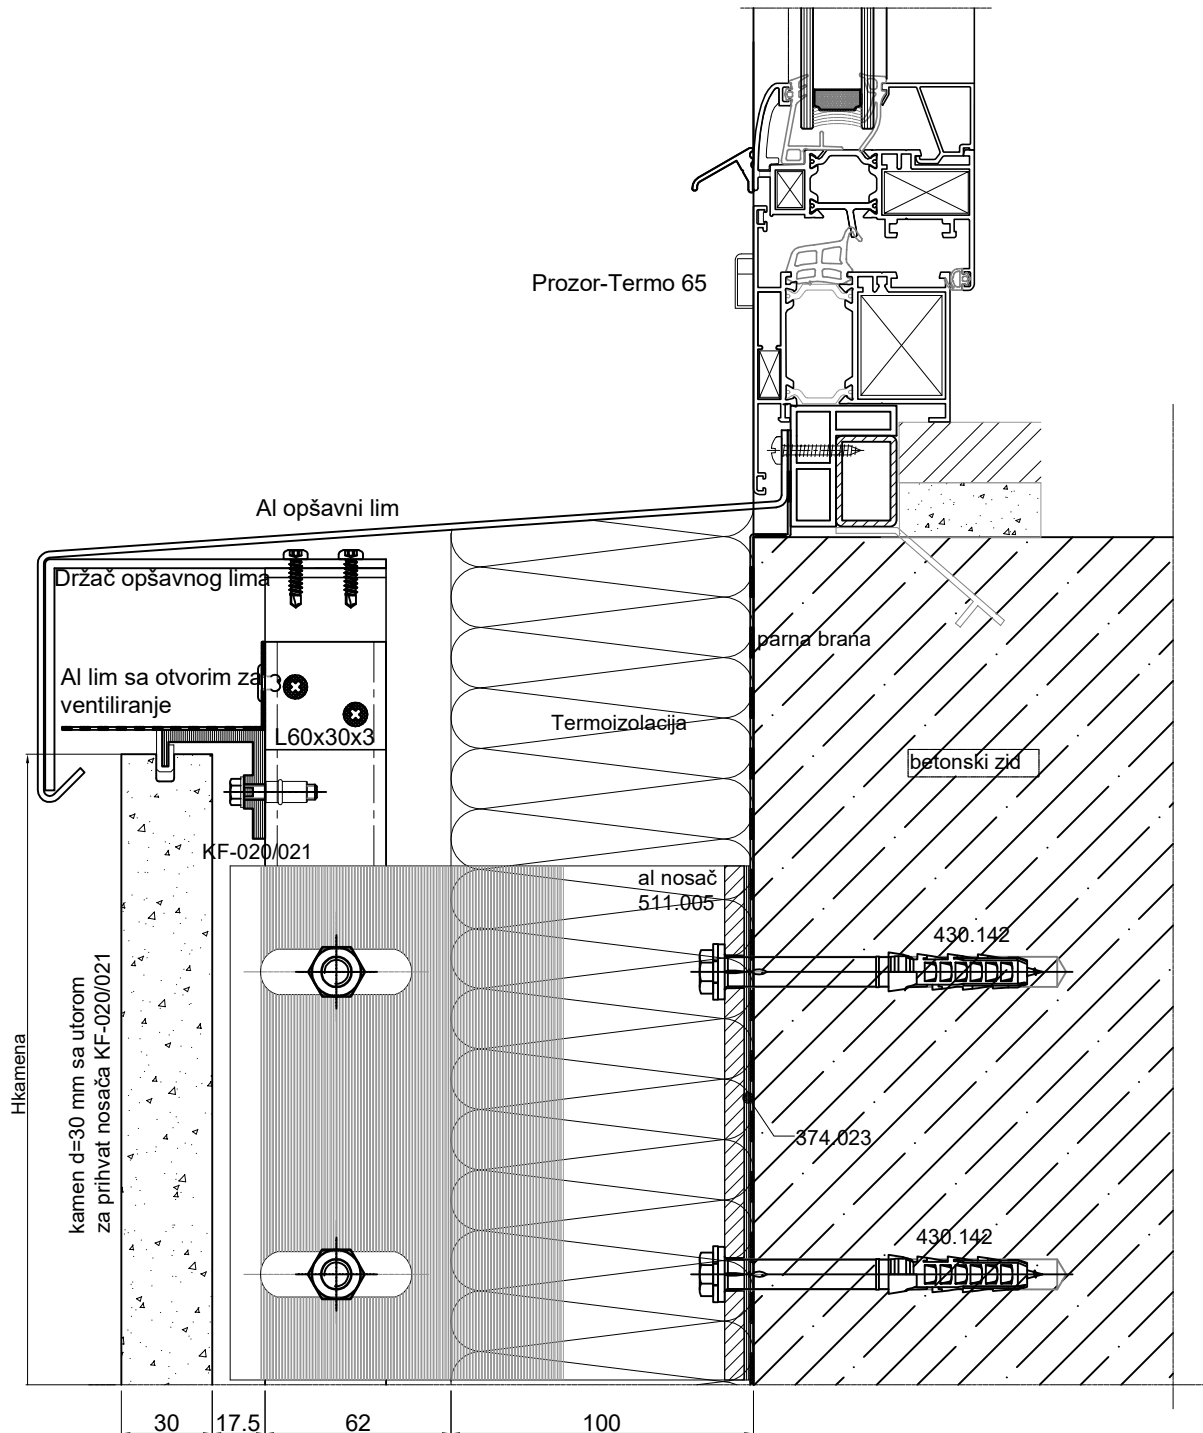 Prozor-Termo 65
Al opšavni lim
Držač opšavnog lima
parna brana
Al lim sa otvorim za
ventiliranje
3
L60x30x3
Termoizolacija
betonski zid
KF-020/021
al nosač
511.005
430.142
Hkamena
kamen d=30 mm sa utorom
za prihvat nosača KF-020/021
374.023
430.142
30
17.5
62
100